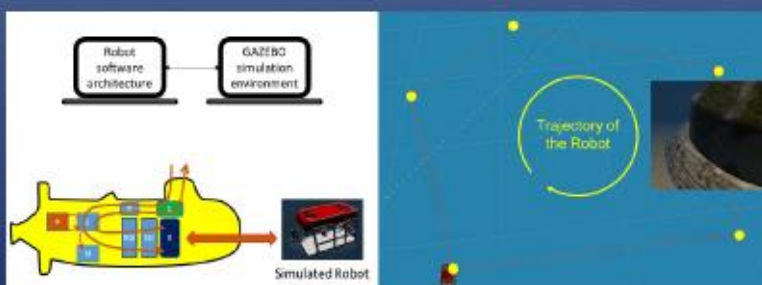 Robot
software
architecture
GAZEBO
simulation
environment
Simulated Robot
Trajectory of
the Robot